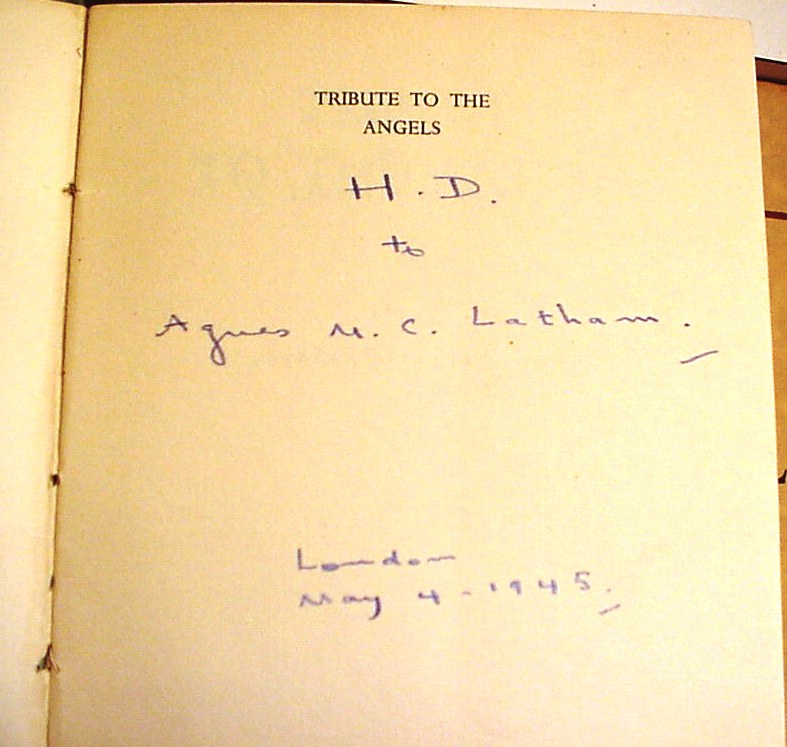 TRIBUTE TO THE
ANGELS
H.D.
to
Agnes M. C. Latham.
London
May 4-1945.